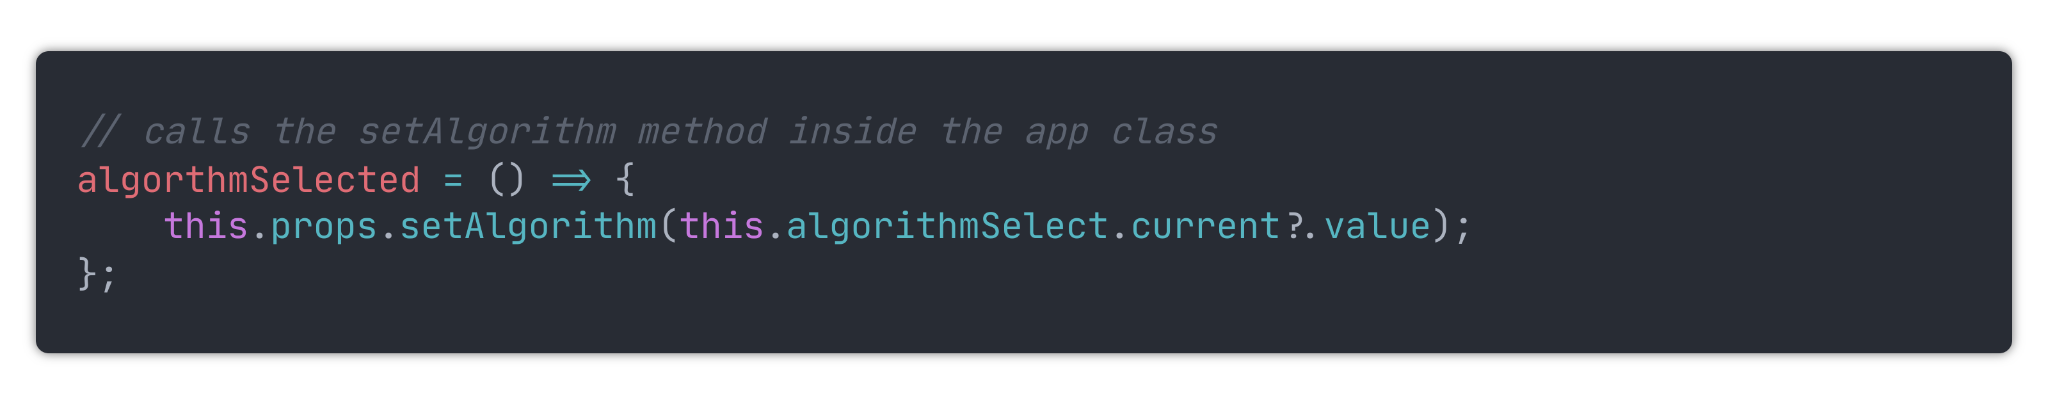 // calls the setAlgorithm method inside the app class
algorthmSelected = () => {
    this.props.setAlgorithm(this.algorithmSelect.current?.value);
};